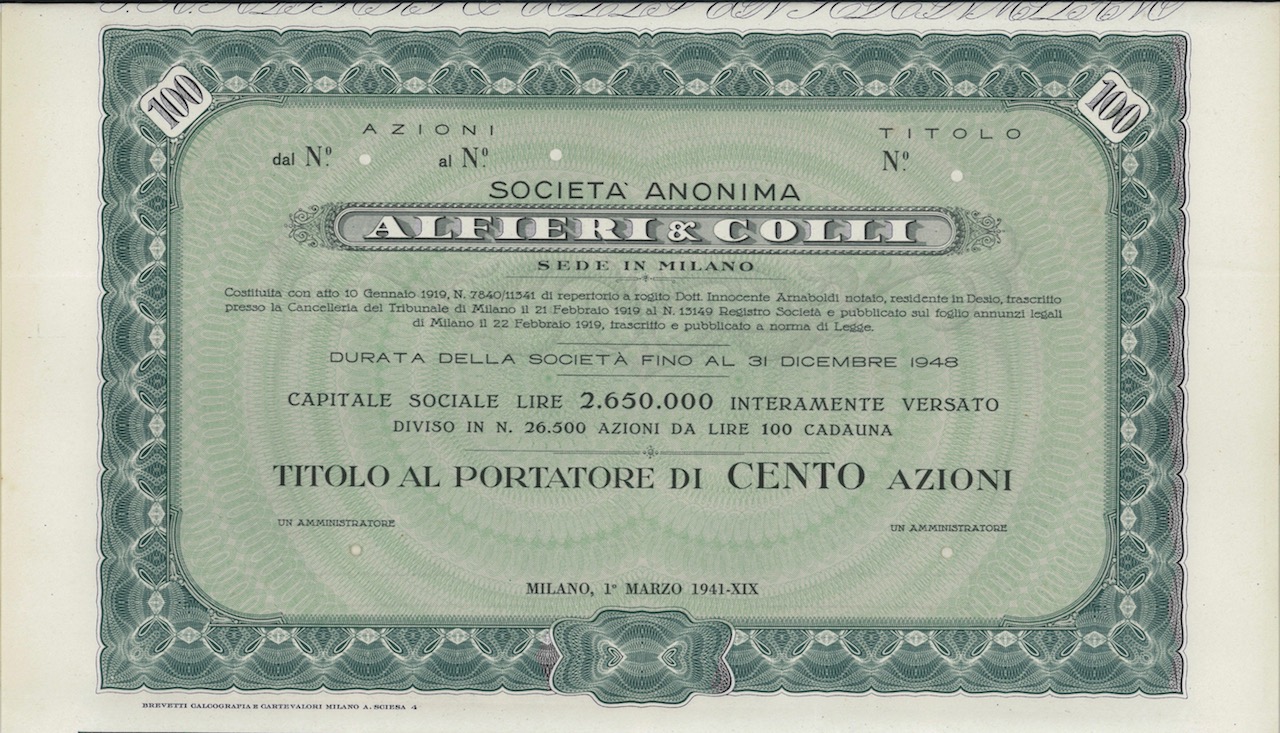 100
100
AZIONI
TITOLO
dal Nº. al Nº.
Nº.
SOCIETÀ ANONIMA
ALFIERI & COLLI
SEDE IN MILANO
Costituita con atto 10 Gennaio 1919, N. 7840/11341 di repertorio a rogito Dott. Innocente Arnaboldi notaio, residente in Desio, trascritto
presso la Cancelleria del Tribunale di Milano il 21 Febbraio 1919 al N. 13149 Registro Società e pubblicato sul foglio annunzi legali
di Milano il 22 Febbraio 1919, trascritto e pubblicato a norma di Legge.
DURATA DELLA SOCIETÀ FINO AL 31 DICEMBRE 1948
CAPITALE SOCIALE LIRE 2.650.000 INTERAMENTE VERSATO
DIVISO IN N. 26.500 AZIONI DA LIRE 100 CADAUNA
TITOLO AL PORTATORE DI CENTO AZIONI
UN AMMINISTRATORE
UN AMMINISTRATORE
MILANO, 1º MARZO 1941-XIX
BREVETTI CALCOGRAFIA E CARTEVALORI MILANO A. SCIESA 4